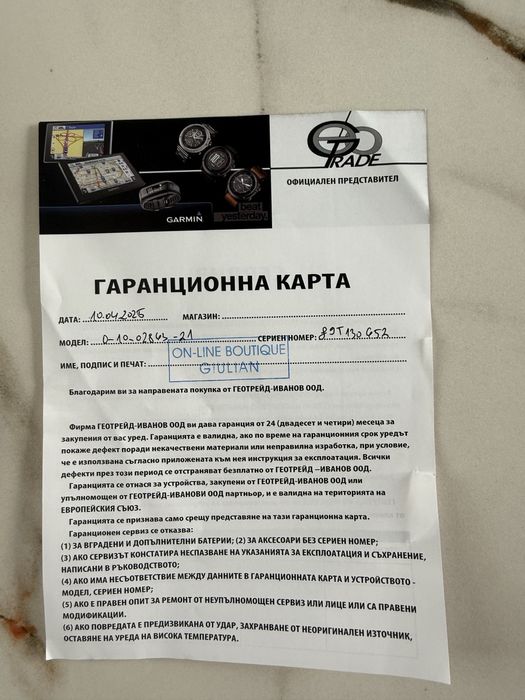 GARMIN
beat
yesterday.
GEO
TRADE
ОФИЦИАЛЕН ПРЕДСТАВИТЕЛ
ГАРАНЦИОННА КАРТА
ДАТА: 10.04.2025 МАГАЗИН:
МОДЕЛ: 0-10-02863-21 СЕРИЕН НОМЕР: 89T130652
ИМЕ, ПОДПИС И ПЕЧАТ:
ON-LINE BOUTIQUE
GIULIAN
Благодарим ви за направената покупка от ГЕОТРЕЙД-ИВАНОВ ООД.
Фирма ГЕОТРЕЙД-ИВАНОВ ООД ви дава гаранция от 24 (двадесет и четири) месеца за
закупения от вас уред. Гаранцията е валидна, ако по време на гаранционния срок уредът
покаже дефект поради некачествени материали или неправилна изработка, при условие,
че е използвана съгласно приложената към нея инструкция за експлоатация. Всички
дефекти през този период се отстраняват безплатно от ГЕОТРЕЙД –ИВАНОВ ООД.
Гаранцията се отнася за устройства, закупени от ГЕОТРЕЙД-ИВАНОВ ООД или
упълномощен от ГЕОТРЕЙД-ИВАНОВИ ООД партньор, и е валидна на територията на
ЕВРОПЕЙСКИЯ СЪЮЗ.
Гаранцията се признава само срещу представяне на тази гаранционна карта.
Гаранционен сервиз се отказва:
(1) ЗА ВГРАДЕНИ И ДОПЪЛНИТЕЛНИ БАТЕРИИ; (2) ЗА АКСЕСОАРИ БЕЗ СЕРИЕН НОМЕР;
(3) АКО СЕРВИЗЪТ КОНСТАТИРА НЕСПАЗВАНЕ НА УКАЗАНИЯТА ЗА ЕКСПЛОАТАЦИЯ И СЪХРАНЕНИЕ,
НАПИСАНИ В РЪКОВОДСТВОТО;
(4) АКО ИМА НЕСЪОТВЕТСТВИЕ МЕЖДУ ДАННИТЕ В ГАРАНЦИОННАТА КАРТА И УСТРОЙСТВОТО -
МОДЕЛ, СЕРИЕН НОМЕР;
(5) АКО Е ПРАВЕН ОПИТ ЗА РЕМОНТ ОТ НЕУПЪЛНОМОЩЕН СЕРВИЗ ИЛИ ЛИЦЕ ИЛИ СА ПРАВЕНИ
МОДИФИКАЦИИ.
(6) АКО ПОВРЕДАТА Е ПРЕДИЗВИКАНА ОТ УДАР, ЗАХРАНВАНЕ ОТ НЕОРИГИНАЛЕН ИЗТОЧНИК,
ОСТАВЯНЕ НА УРЕДА НА ВИСОКА ТЕМПЕРАТУРА.